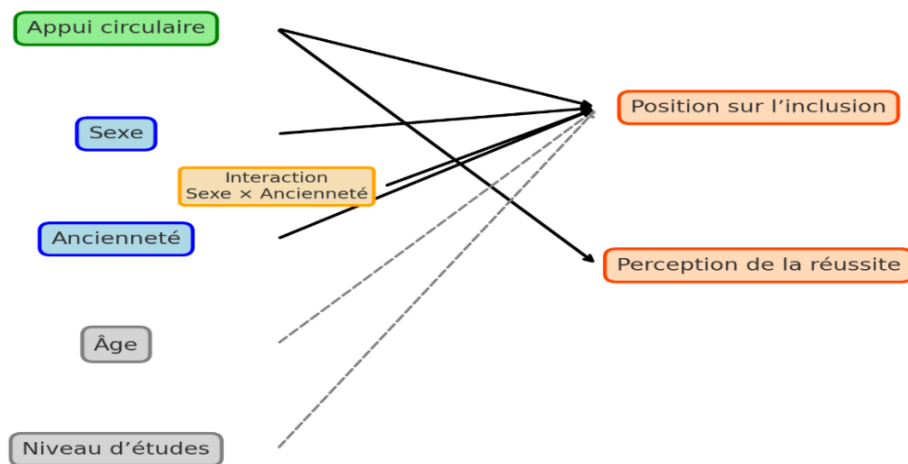 Appui circulaire
Position sur l’inclusion
Sexe
Interaction
Sexe × Ancienneté
Ancienneté
Perception de la réussite
Âge
Niveau d’études